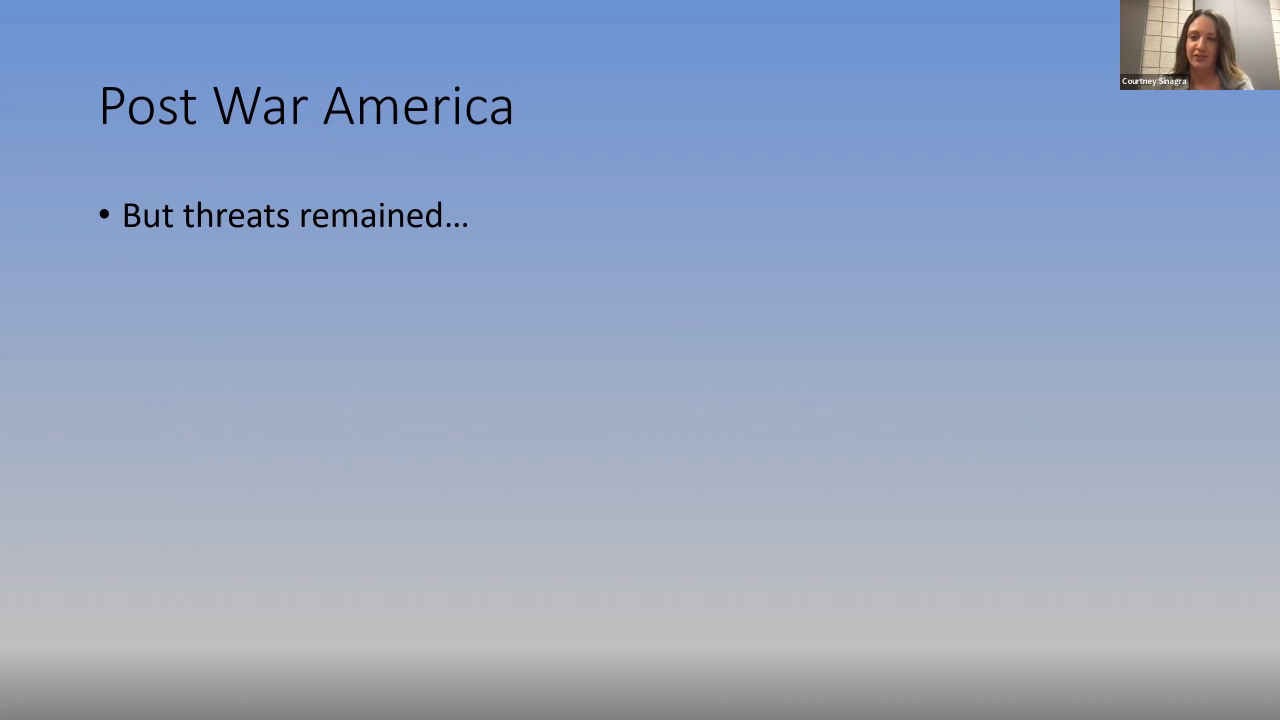 Post War America
Courtney Sinagra
• But threats remained…